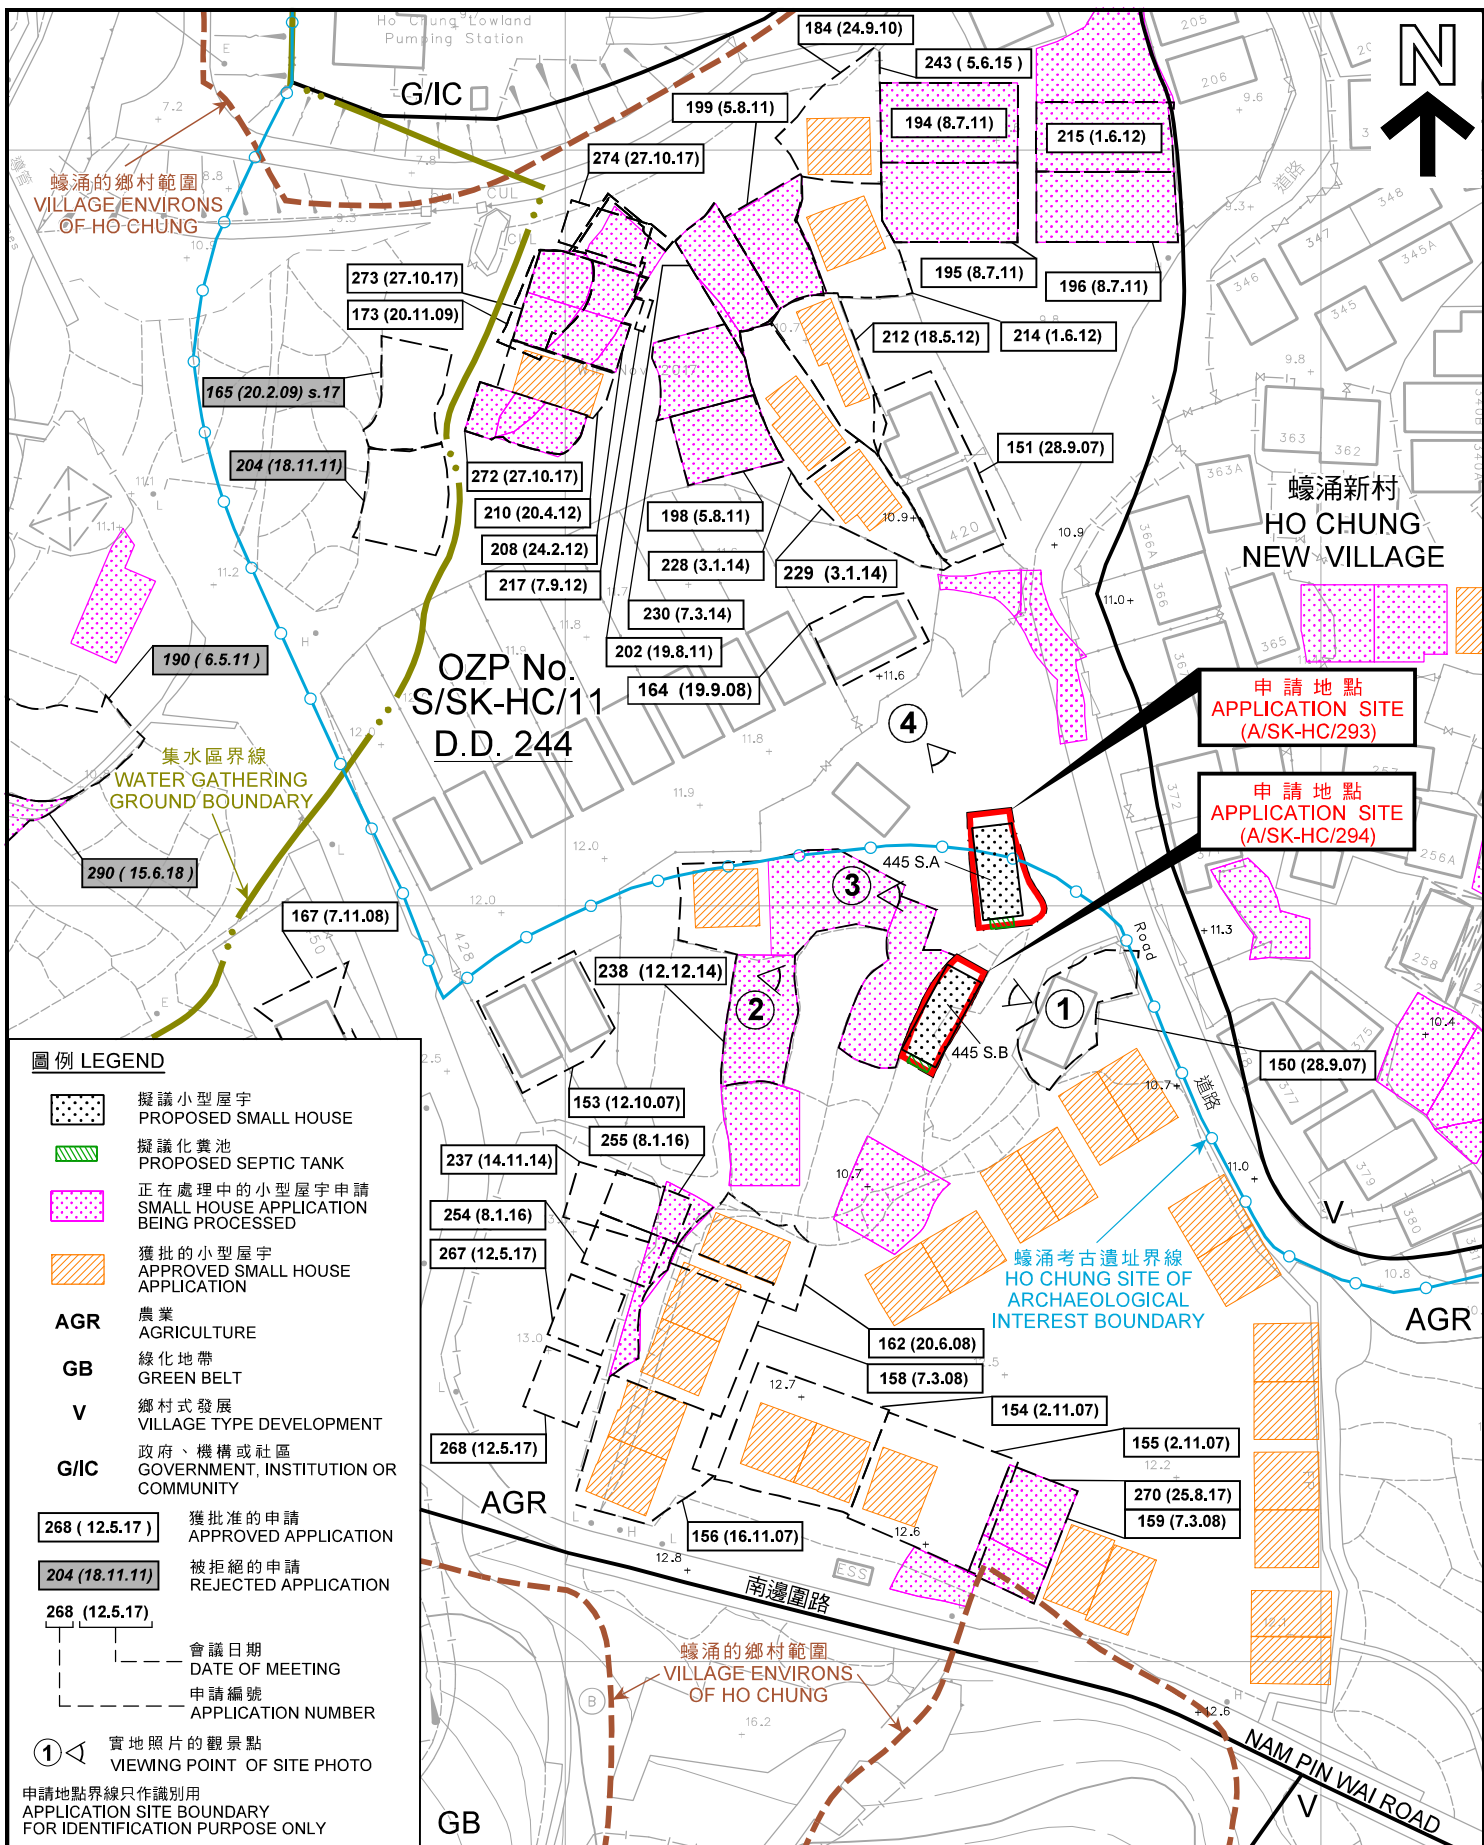 Ho Chung Lowland
Pumping Station
G/IC
184 (24.9.10)
243 ( 5.6.15 )
199 (5.8.11)
194 (8.7.11)
215 (1.6.12)
274 (27.10.17)
蠔涌的鄉村範圍
VILLAGE ENVIRONS
OF HO CHUNG
273 (27.10.17)
173 (20.11.09)
195 (8.7.11)
196 (8.7.11)
212 (18.5.12)
214 (1.6.12)
165 (20.2.09) s.17
204 (18.11.11)
151 (28.9.07)
272 (27.10.17)
210 (20.4.12)
208 (24.2.12)
217 (7.9.12)
198 (5.8.11)
228 (3.1.14)
229 (3.1.14)
230 (7.3.14)
202 (19.8.11)
164 (19.9.08)
蠔涌新村
HO CHUNG
NEW VILLAGE
190 ( 6.5.11 )
OZP No.
S/SK-HC/11
D.D. 244
申請地點
APPLICATION SITE
(A/SK-HC/293)
申請地點
APPLICATION SITE
(A/SK-HC/294)
集水區界線
WATER GATHERING
GROUND BOUNDARY
290 ( 15.6.18 )
167 (7.11.08)
4
3
2
1
445 S.A
445 S.B
Road
道路
238 (12.12.14)
150 (28.9.07)
153 (12.10.07)
255 (8.1.16)
237 (14.11.14)
254 (8.1.16)
267 (12.5.17)
268 (12.5.17)
蠔涌考古遺址界線
HO CHUNG SITE OF
ARCHAEOLOGICAL
INTEREST BOUNDARY
V
AGR
162 (20.6.08)
158 (7.3.08)
154 (2.11.07)
155 (2.11.07)
270 (25.8.17)
159 (7.3.08)
AGR
156 (16.11.07)
ESS
南邊圍路
蠔涌的鄉村範圍
VILLAGE ENVIRONS
OF HO CHUNG
NAM PIN WAI ROAD
V
GB
N
圖例 LEGEND
擬議小型屋宇
PROPOSED SMALL HOUSE
擬議化糞池
PROPOSED SEPTIC TANK
正在處理中的小型屋宇申請
SMALL HOUSE APPLICATION
BEING PROCESSED
獲批的小型屋宇
APPROVED SMALL HOUSE
APPLICATION
AGR 農業
AGRICULTURE
GB 綠化地帶
GREEN BELT
V 鄉村式發展
VILLAGE TYPE DEVELOPMENT
G/IC 政府、機構或社區
GOVERNMENT, INSTITUTION OR
COMMUNITY
268 ( 12.5.17 ) 獲批准的申請
APPROVED APPLICATION
204 (18.11.11) 被拒絕的申請
REJECTED APPLICATION
268 (12.5.17)
會議日期
DATE OF MEETING
申請編號
APPLICATION NUMBER
1 實地照片的觀景點
VIEWING POINT OF SITE PHOTO
申請地點界線只作識別用
APPLICATION SITE BOUNDARY
FOR IDENTIFICATION PURPOSE ONLY